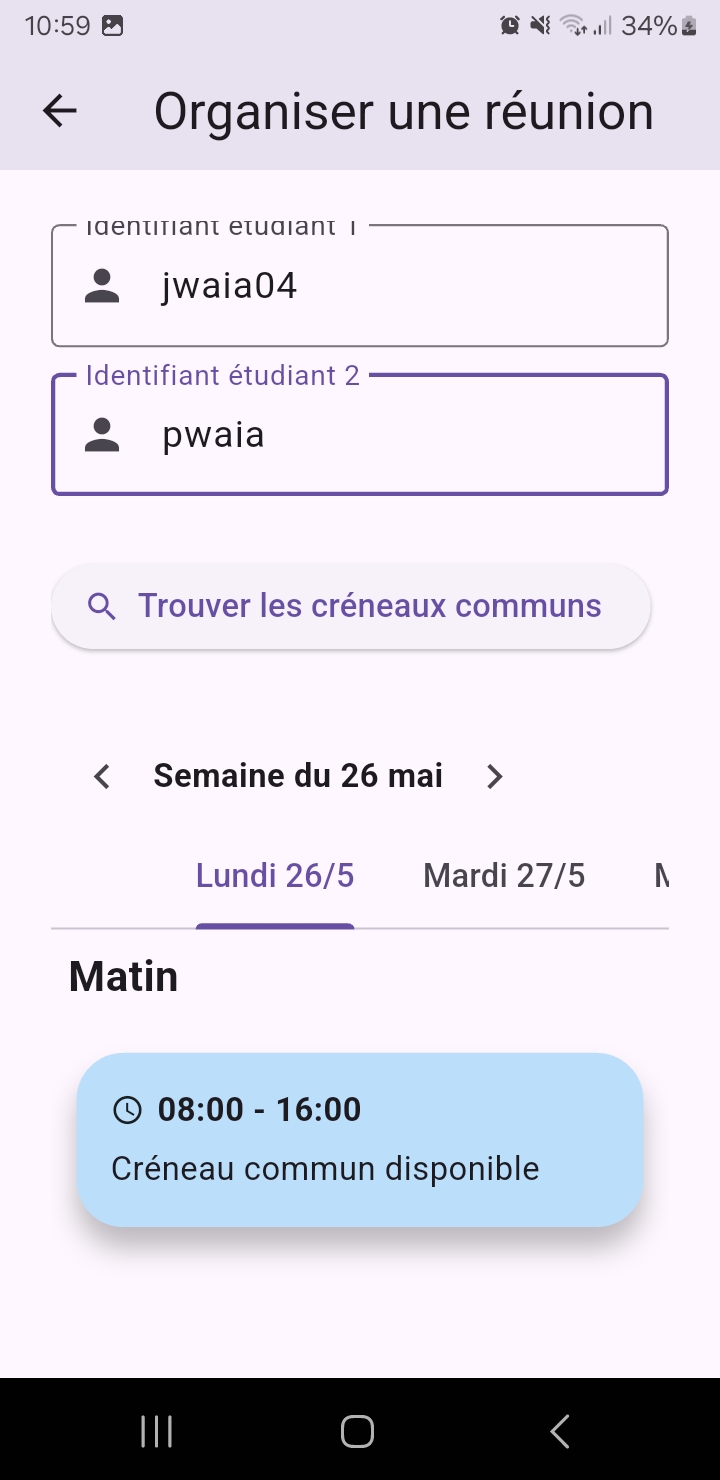 10:59 34%
Organiser une réunion
Identifiant étudiant 1
jwaia04
Identifiant étudiant 2
pwaia
Trouver les créneaux communs
Semaine du 26 mai
Lundi 26/5 Mardi 27/5
Matin
08:00 - 16:00
Créneau commun disponible